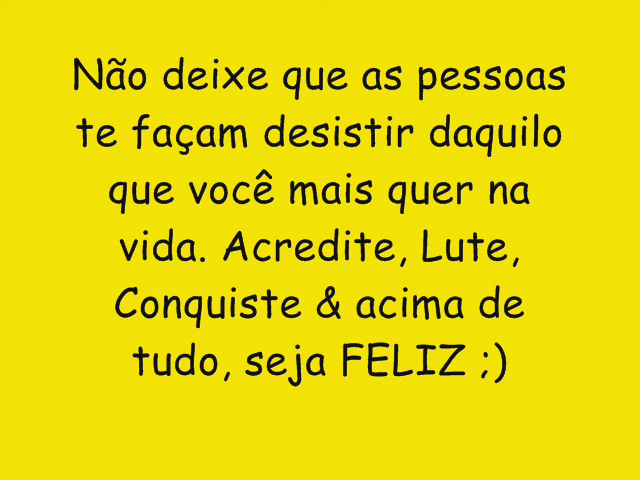 Não deixe que as pessoas
te façam desistir daquilo
que você mais quer na
vida. Acredite, Lute,
Conquiste & acima de
tudo, seja FELIZ ;)